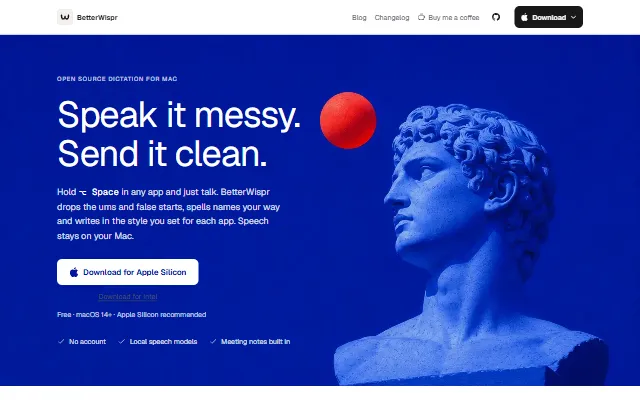 BetterWispr
Blog Changelog Buy me a coffee Download
OPEN SOURCE DICTATION FOR MAC
Speak it messy.
Send it clean.
Hold ⌥ Space in any app and just talk. BetterWispr
drops the ums and false starts, spells names your way
and writes in the style you set for each app. Speech
stays on your Mac.
Download for Apple Silicon
Download for Intel
Free · macOS 14+ · Apple Silicon recommended
No account Local speech models Meeting notes built in